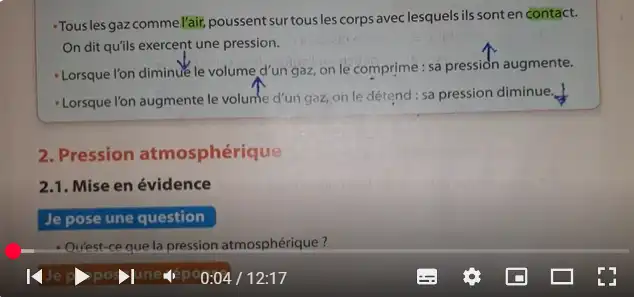 • Tous les gaz comme l'air, poussent sur tous les corps avec lesquels ils sont en contact.
On dit qu'ils exercent une pression.
• Lorsque l'on diminue le volume d'un gaz, on le comprime : sa pression augmente.
• Lorsque l'on augmente le volume d'un gaz, on le détend : sa pression diminue.
2. Pression atmosphérique
2.1. Mise en évidence
Je pose une question
• Qu'est-ce que la pression atmosphérique ?
Je propose une réponse
0:04 / 12:17